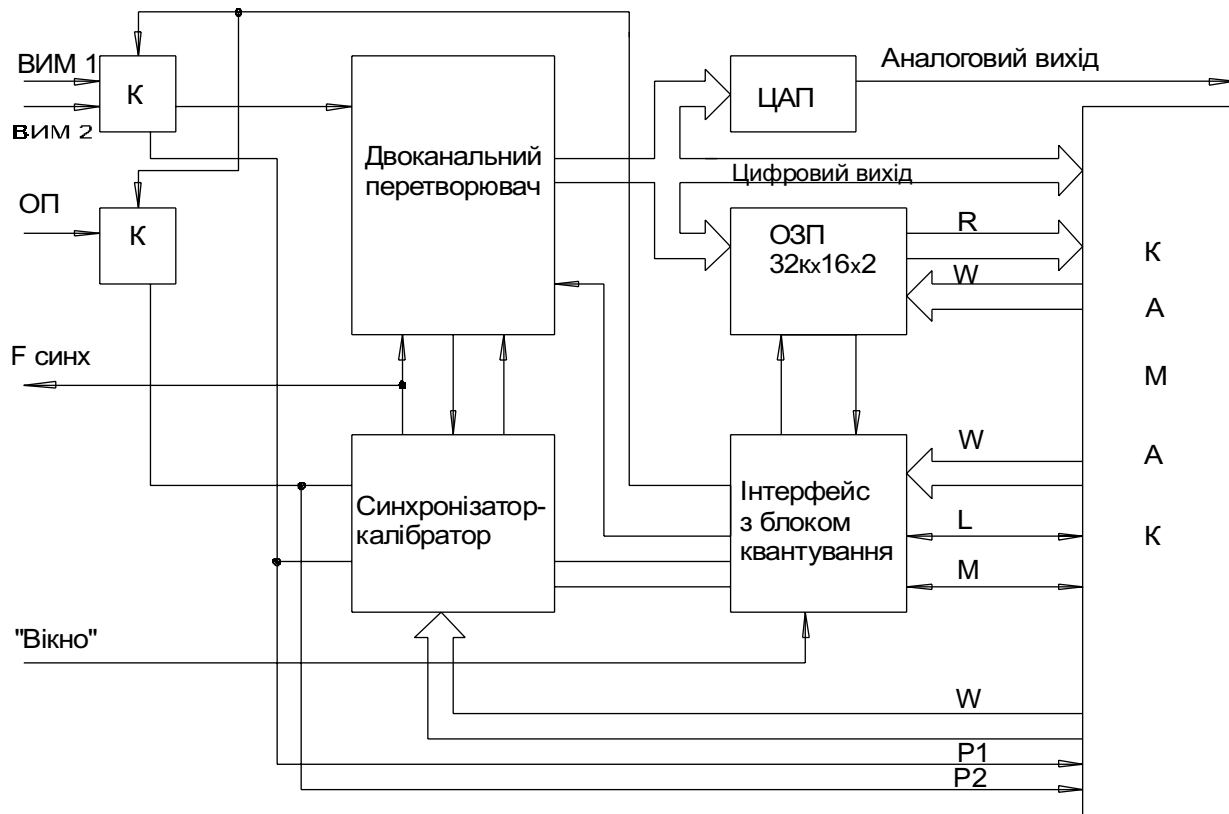 ВИМ 1
К
ВИМ 2
ОП
К
F синх
"Вікно"
Двоканальний
перетворювач
Синхронізатор-
калібратор
ЦАП
Аналоговий вихід
Цифровий вихід
ОЗП
32кх16х2
R
W
Інтерфейс
з блоком
квантування
W
L
M
W
P1
P2
К
А
М
А
К